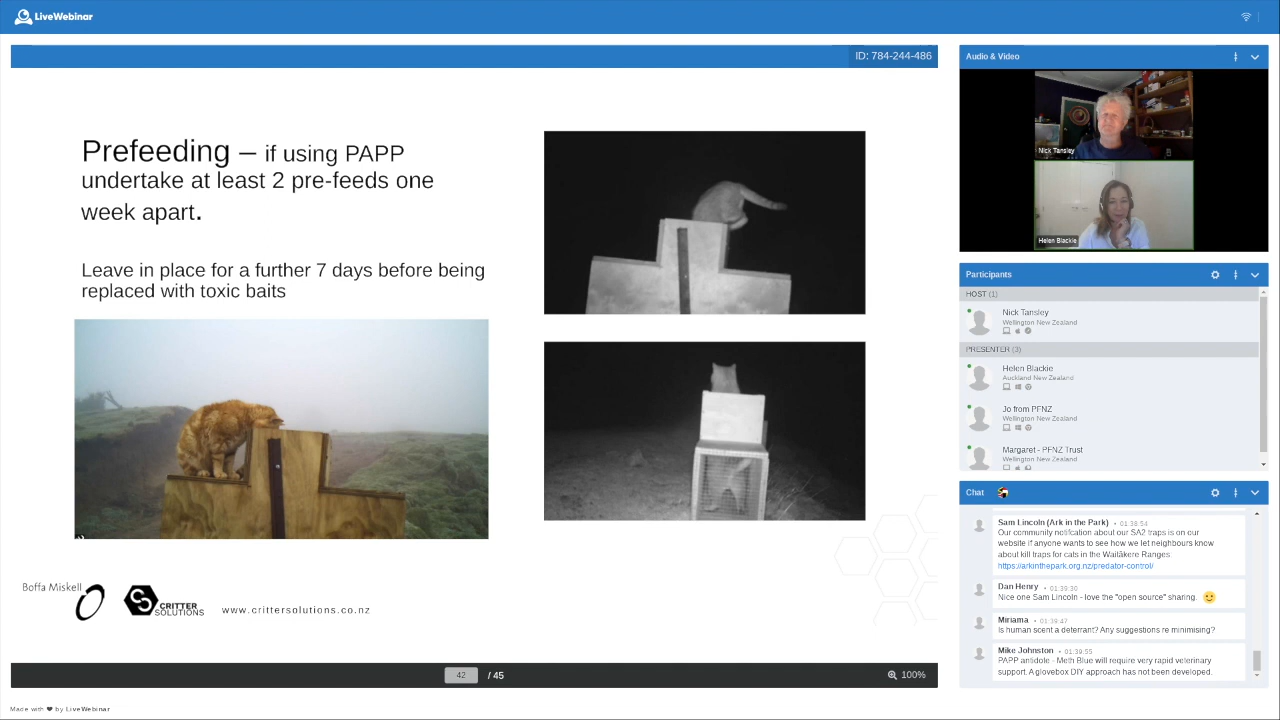 LiveWebinar
ID: 784-244-486
Prefeeding – if using PAPP
undertake at least 2 pre-feeds one
week apart.
Leave in place for a further 7 days before being
replaced with toxic baits
Boffa Miskell
CRITTER
SOLUTIONS
www.crittersolutions.co.nz
42 / 45
100%
Made with ❤ by LiveWebinar
Audio & Video
Nick Tansley
Helen Blackie
Participants
HOST (1)
Nick Tansley
Wellington New Zealand
PRESENTER (3)
Helen Blackie
Auckland New Zealand
Jo from PFNZ
Wellington New Zealand
Margaret - PFNZ Trust
Wellington New Zealand
Chat
Sam Lincoln (Ark in the Park) • 01:38:54
Our community notifcation about our SA2 traps is on our
website if anyone wants to see how we let neighbours know
about kill traps for cats in the Waitākere Ranges.
https://arkinthepark.org.nz/predator-control/
Dan Henry • 01:39:30
Nice one Sam Lincoln - love the "open source" sharing. 🙂
Miriama • 01:39:47
Is human scent a deterrant? Any suggestions re minimising?
Mike Johnston • 01:39:55
PAPP antidote - Meth Blue will require very rapid veterinary
support. A glovebox DIY approach has not been developed.